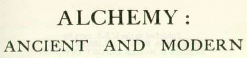 ALCHEMY:
ANCIENT AND MODERN